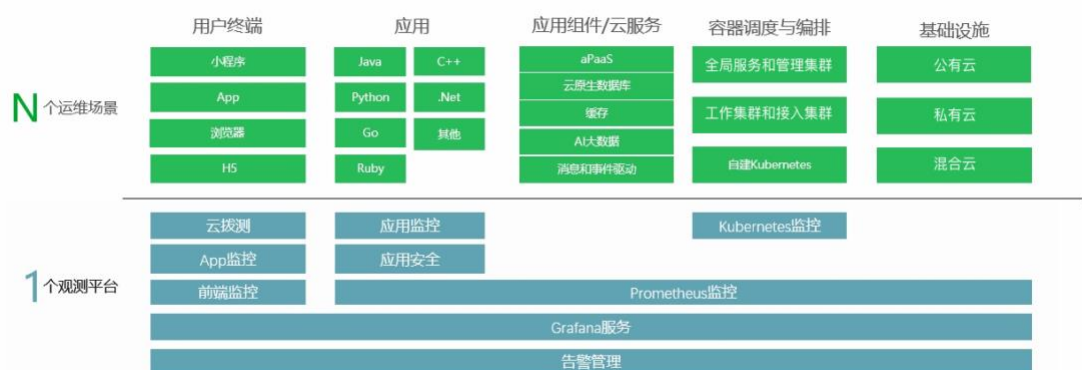 用户终端
应用
应用组件/云服务
容器调度与编排
基础设施
N个运维场景
小程序
App
浏览器
H5
Java
C++
Python
.Net
Go
其他
Ruby
aPaaS
云原生数据库
缓存
AI大数据
消息和事件驱动
全局服务和管理集群
工作集群和接入集群
自建Kubernetes
公有云
私有云
混合云
1个观测平台
云拨测
App监控
前端监控
应用监控
应用安全
Kubernetes监控
Prometheus监控
Grafana服务
告警管理